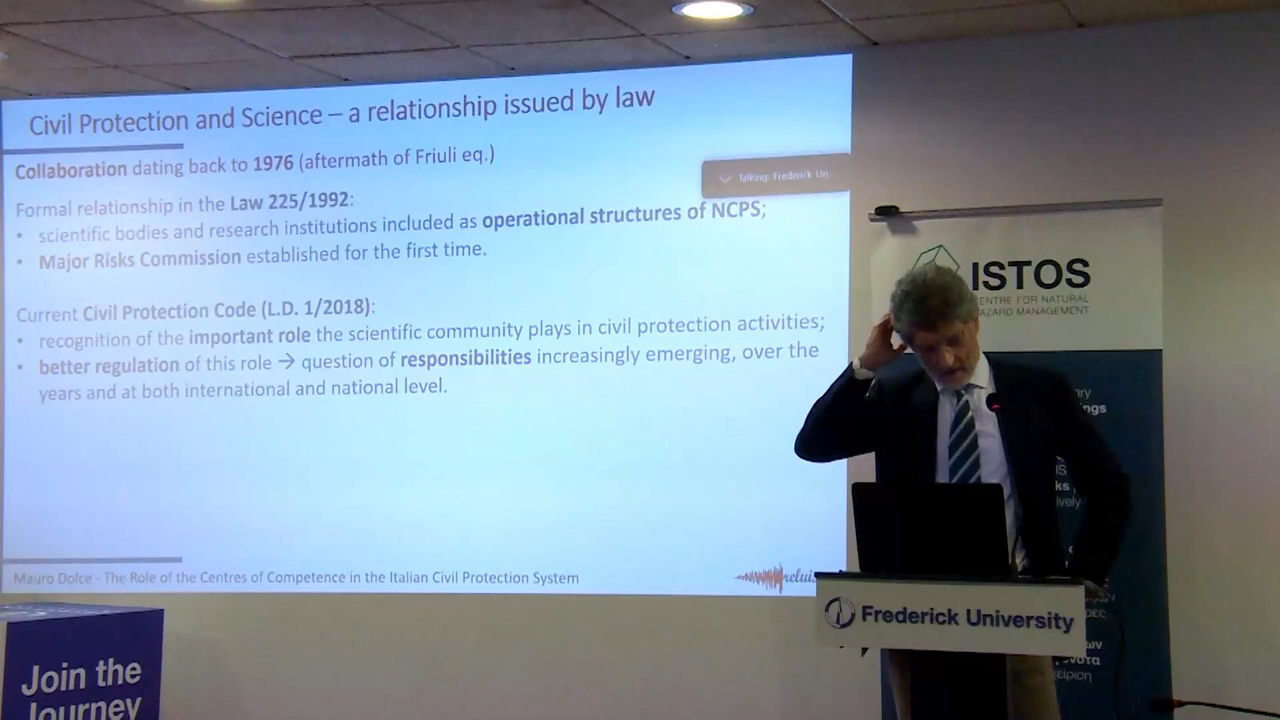 Civil Protection and Science – a relationship issued by law
Collaboration dating back to 1976 (aftermath of Friuli eq.)
Talking: Frederick Un
Formal relationship in the Law 225/1992:
• scientific bodies and research institutions included as operational structures of NCPS;
• Major Risks Commission established for the first time.
Current Civil Protection Code (L.D. 1/2018):
• recognition of the important role the scientific community plays in civil protection activities;
• better regulation of this role → question of responsibilities increasingly emerging, over the
years and at both international and national level.
Mauro Dolce - The Role of the Centres of Competence in the Italian Civil Protection System
reluis
ISTOS
CENTRE FOR NATURAL
HAZARD MANAGEMENT
Frederick University
Join the
Journey